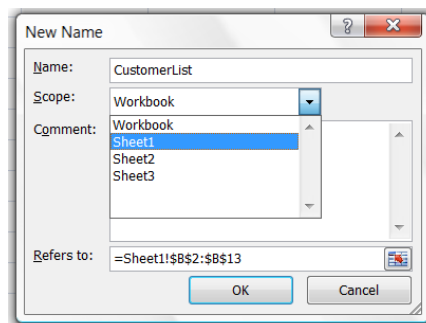 New Name
Name: CustomerList
Scope: Workbook
Workbook
Sheet1
Sheet2
Sheet3
Comment:
Refers to: =Sheet1!$B$2:$B$13
OK Cancel